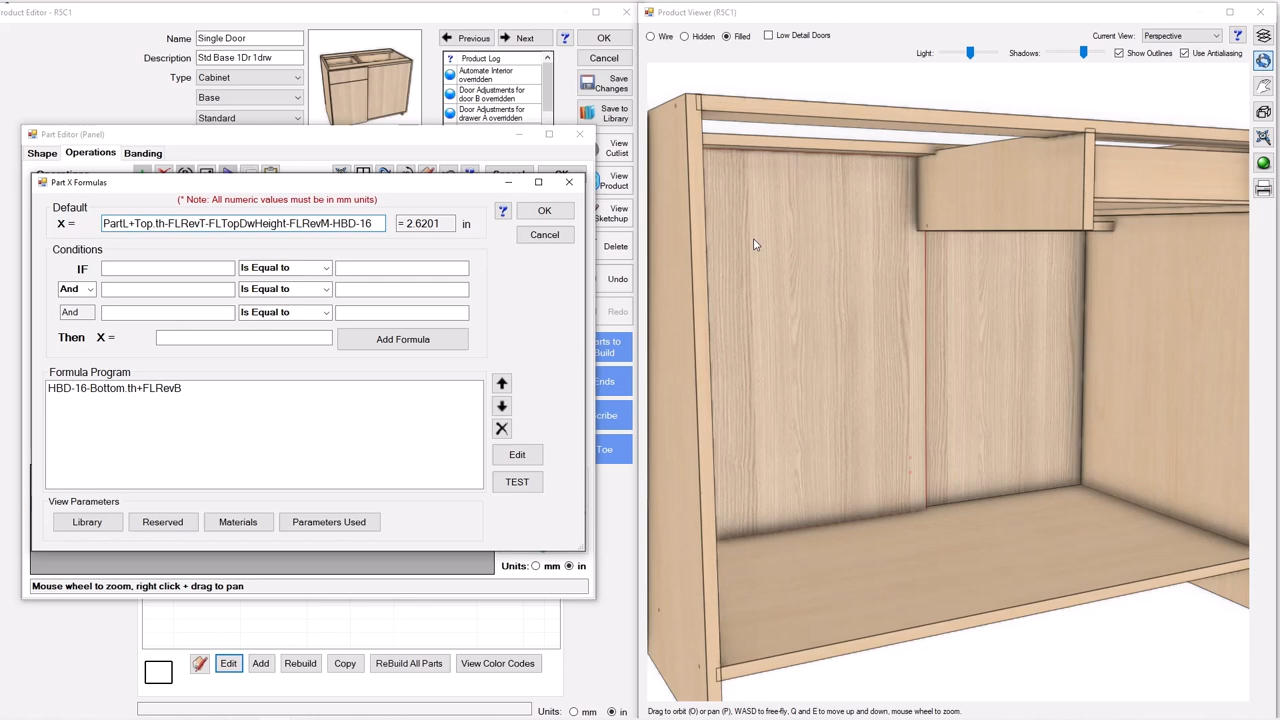 roduct Editor - R5C1
Name Single Door
Description Std Base 1Dr 1drw
Type Cabinet
Base
Standard
Previous Next ? OK
? Product Log
Automate Interior
overridden
Door Adjustments for
door B overridden
Door Adjustments for
drawer A overridden
Cancel
Save
Changes
Save to
Library
View
Cutlist
View
Product
View
Sketchup
Delete
Undo
Redo
arts to
Build
Ends
cribe
Toe
Part Editor (Panel)
Shape Operations Banding
Part X Formulas
(* Note: All numeric values must be in mm units)
Default
X = PartL+Top.th-FLRevT-FLTopDwHeight-FLRevM-HBD-16 = 2.6201 in
? OK
Cancel
Conditions
IF Is Equal to
And Is Equal to
And Is Equal to
Then X = Add Formula
Formula Program
HBD-16-Bottom.th+FLRevB
Edit
TEST
View Parameters
Library Reserved Materials Parameters Used
Units: mm in
Mouse wheel to zoom, right click + drag to pan
Edit Add Rebuild Copy ReBuild All Parts View Color Codes
Units: mm in
Product Viewer (R5C1)
Wire Hidden Filled Low Detail Doors
Current View: Perspective ?
Light: Shadows: Show Outlines Use Antialiasing
Drag to orbit (O) or pan (P), WASD to free-fly, Q and E to move up and down, mouse wheel to zoom.